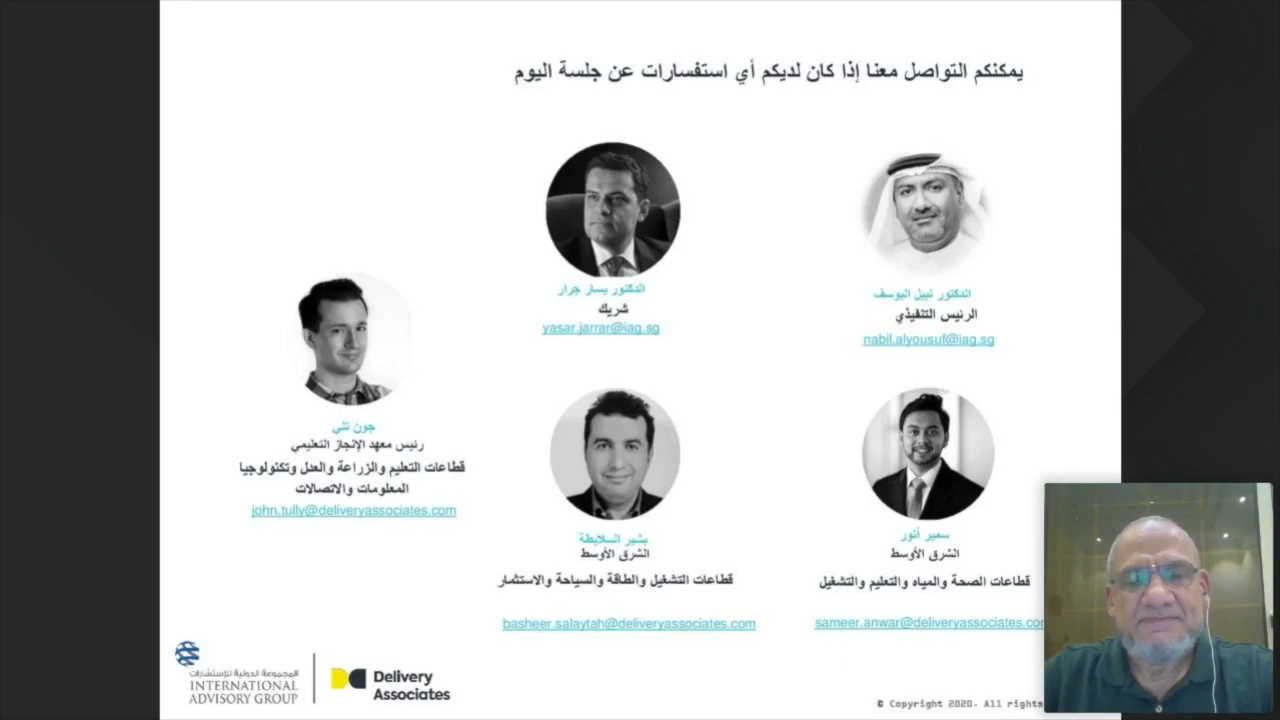 يمكنكم التواصل معنا إذا كان لديكم أي استفسارات عن جلسة اليوم
الدكتور نبيل اليوسف
الرئيس التنفيذي
nabil.alyousuf@iag.sg
الدكتور يسار جرار
شريك
yasar.jarrar@iag.sg
جون تلي
رئيس معهد الإنجاز التعليمي
قطاعات التعليم والزراعة والعدل وتكنولوجيا
المعلومات والاتصالات
john.tully@deliveryassociates.com
سمير أنور
الشرق الأوسط
قطاعات الصحة والمياه والتعليم والتشغيل
sameer.anwar@deliveryassociates.co
بشير السلايطة
الشرق الأوسط
قطاعات التشغيل والطاقة والسياحة والاستثمار
basheer.salaytah@deliveryassociates.com
المجموعة الدولية للإستشارات
INTERNATIONAL
ADVISORY GROUP
Delivery
Associates
© Copyright 2020. All rights